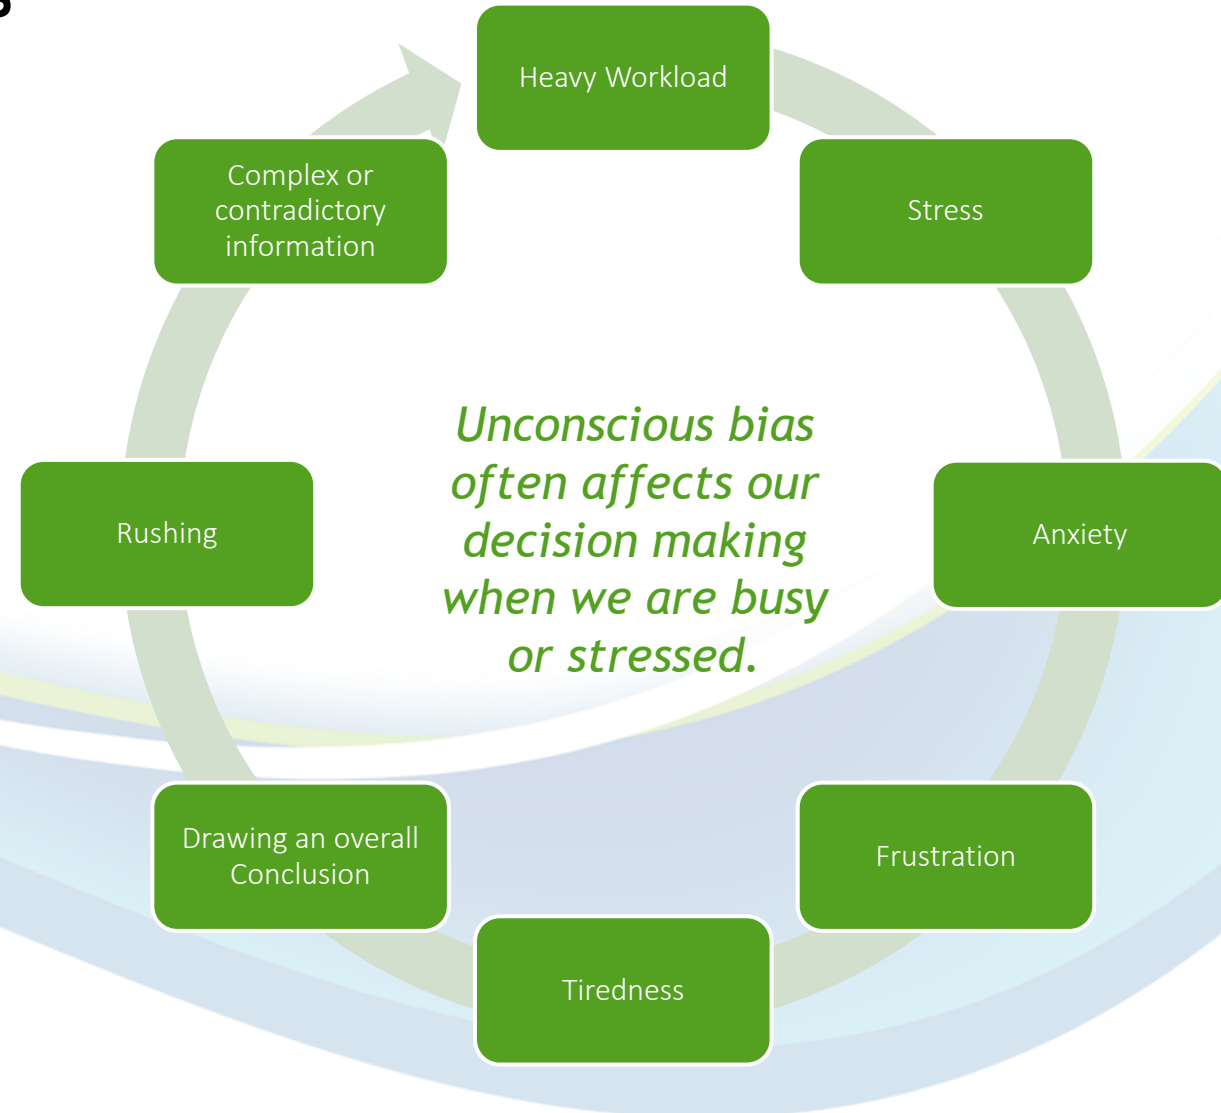 Heavy Workload
Stress
Anxiety
Frustration
Tiredness
Drawing an overall
Conclusion
Rushing
Complex or
contradictory
information
Unconscious bias
often affects our
decision making
when we are busy
or stressed.